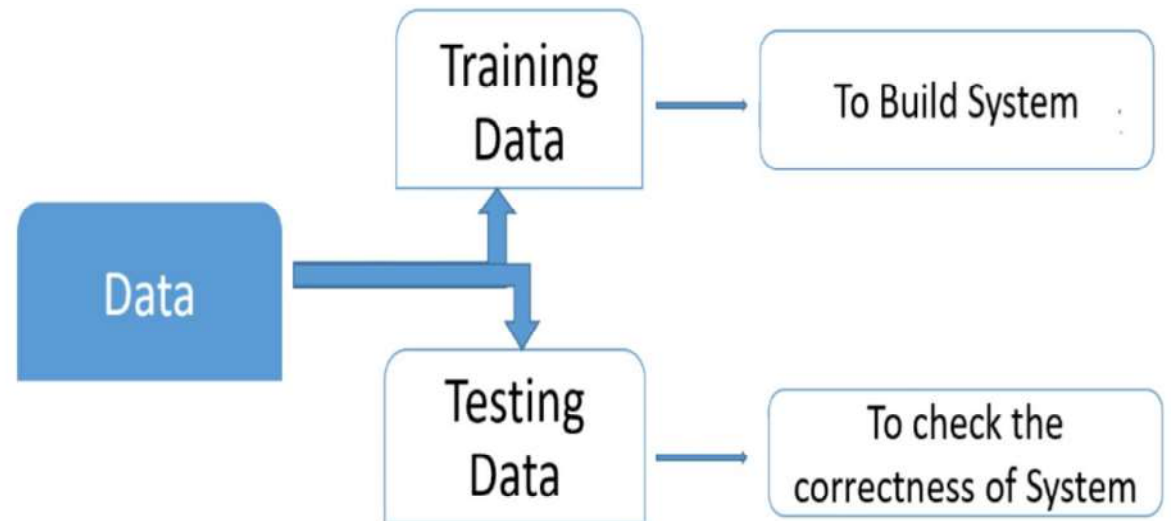 Training
Data
To Build System
Data
Testing
Data
To check the
correctness of System